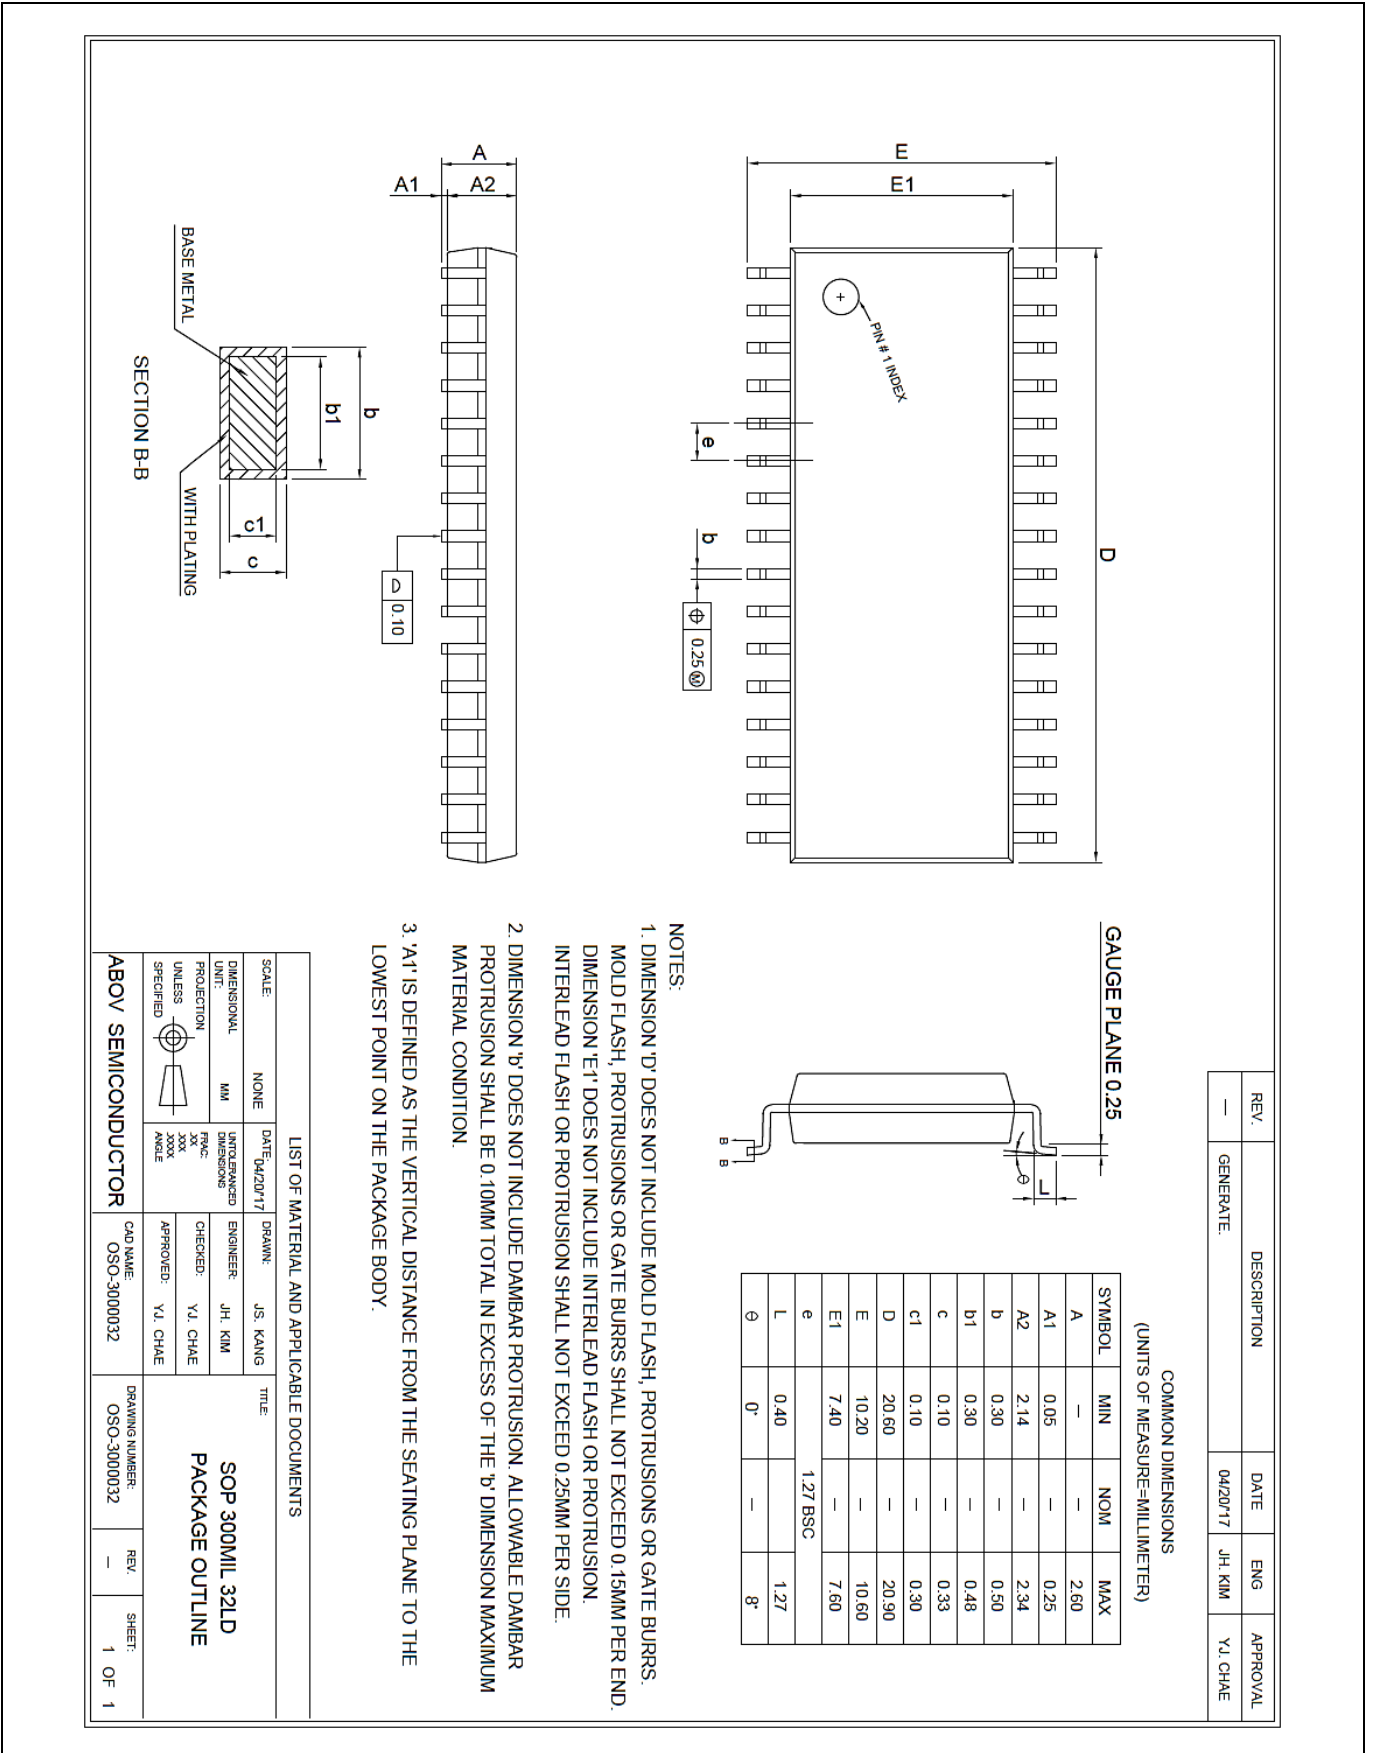 REV. DESCRIPTION DATE ENG APPROVAL
— GENERATE. 04/20/'17 JH. KIM YJ. CHAE
D
E
E1
PIN # 1 INDEX
e
b
⌖ 0.25 Ⓜ
GAUGE PLANE 0.25
L
θ
B B
COMMON DIMENSIONS
(UNITS OF MEASURE=MILLIMETER)
SYMBOL MIN NOM MAX
A — — 2.60
A1 0.05 — 0.25
A2 2.14 — 2.34
b 0.30 — 0.50
b1 0.30 — 0.48
c 0.10 — 0.33
c1 0.10 — 0.30
D 20.60 — 20.90
E 10.20 — 10.60
E1 7.40 — 7.60
e 1.27 BSC
L 0.40 — 1.27
θ 0° — 8°
A
A1 A2
⌓ 0.10
b
b1
c1
c
BASE METAL
WITH PLATING
SECTION B-B
NOTES:
1. DIMENSION 'D' DOES NOT INCLUDE MOLD FLASH, PROTRUSIONS OR GATE BURRS.
MOLD FLASH, PROTRUSIONS OR GATE BURRS SHALL NOT EXCEED 0.15MM PER END.
DIMENSION 'E1' DOES NOT INCLUDE INTERLEAD FLASH OR PROTRUSION.
INTERLEAD FLASH OR PROTRUSION SHALL NOT EXCEED 0.25MM PER SIDE.
2. DIMENSION 'b' DOES NOT INCLUDE DAMBAR PROTRUSION. ALLOWABLE DAMBAR
PROTRUSION SHALL BE 0.10MM TOTAL IN EXCESS OF THE 'b' DIMENSION MAXIMUM
MATERIAL CONDITION.
3. 'A1' IS DEFINED AS THE VERTICAL DISTANCE FROM THE SEATING PLANE TO THE
LOWEST POINT ON THE PACKAGE BODY.
LIST OF MATERIAL AND APPLICABLE DOCUMENTS
SCALE: NONE
DATE: 04/20/'17
DRAWN: JS. KANG
TITLE:
SOP 300MIL 32LD
PACKAGE OUTLINE
DIMENSIONAL
UNIT: MM
UNTOLERANCED
DIMENSIONS
FRAC:
.XX
.XXX
.XXXX
ANGLE
ENGINEER: JH. KIM
PROJECTION
UNLESS
SPECIFIED
CHECKED: YJ. CHAE
APPROVED: YJ. CHAE
ABOV SEMICONDUCTOR
CAD NAME:
OSO-3000032
DRAWING NUMBER:
OSO-3000032
REV.
—
SHEET:
1 OF 1